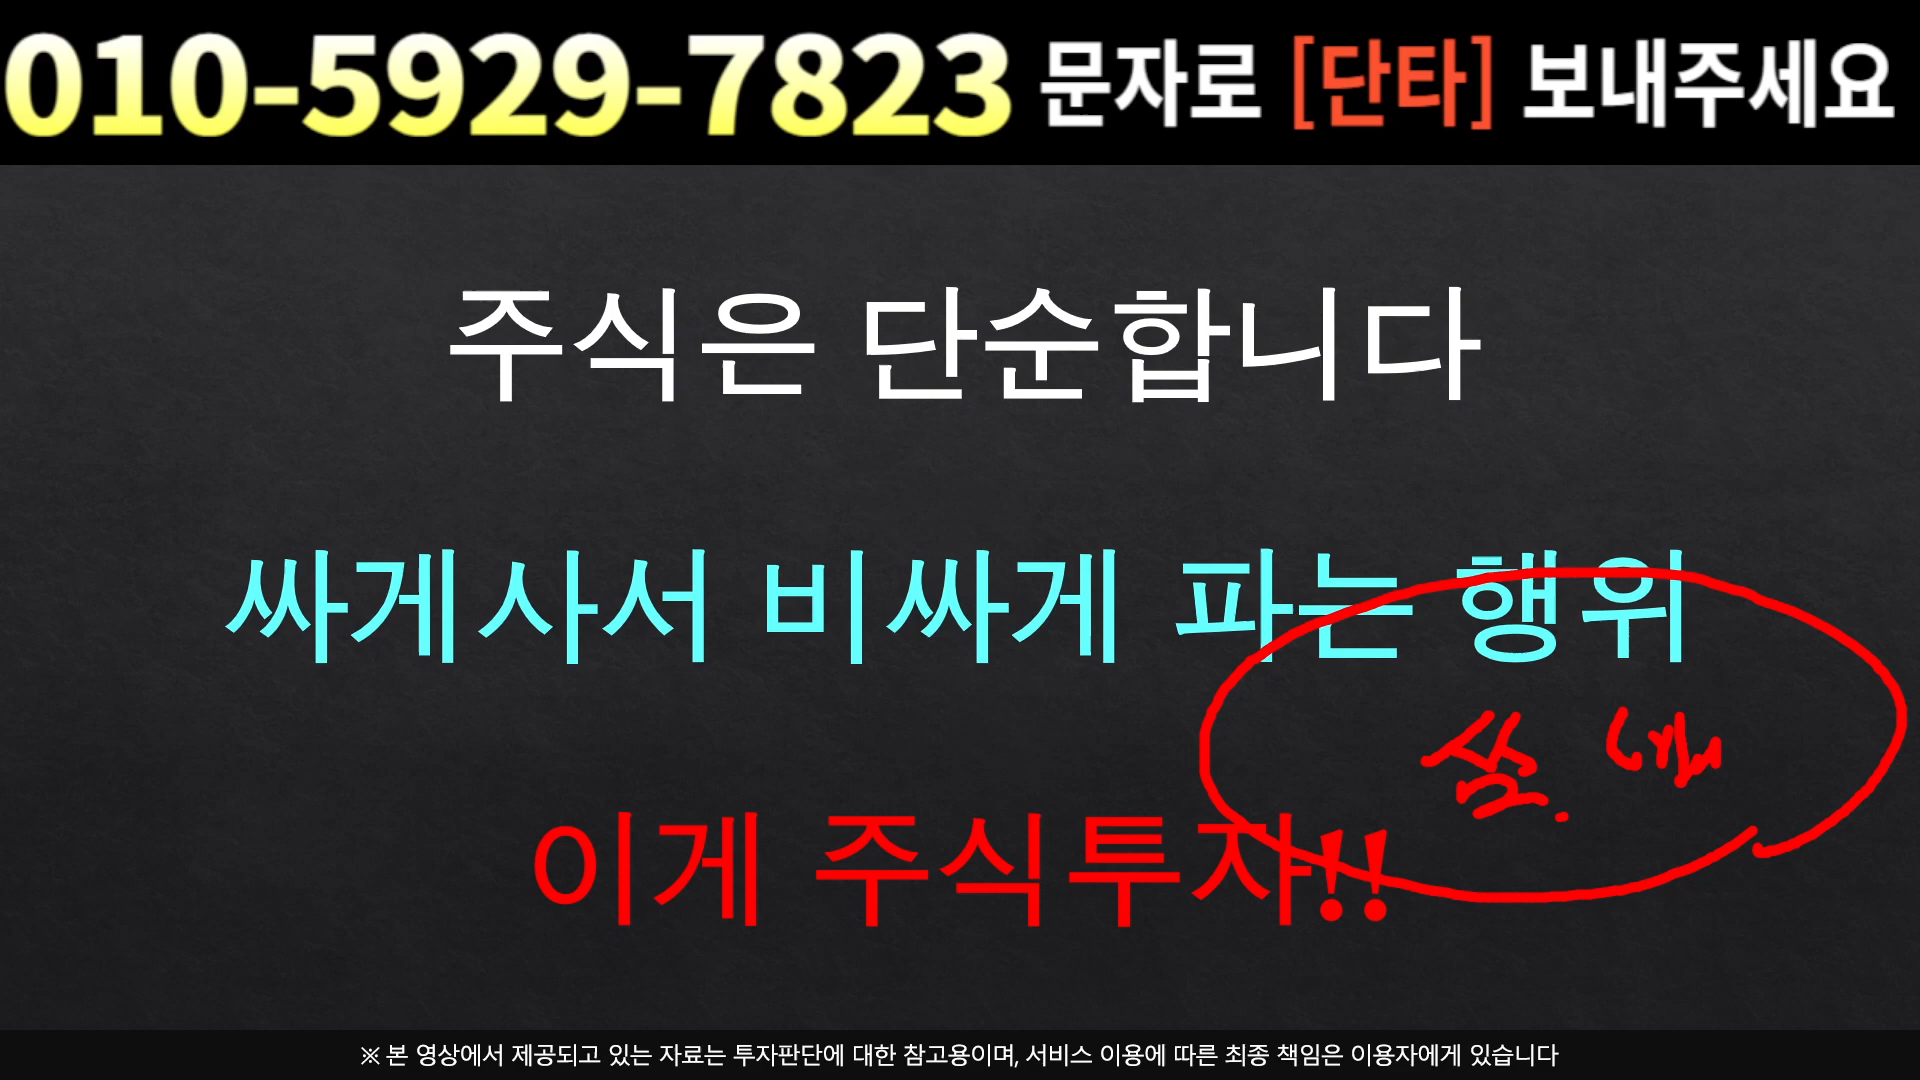 010-5929-7823 문자로 [단타] 보내주세요
주식은 단순합니다
싸게사서 비싸게 파는 행위
쌀 때
이게 주식투자!!
※ 본 영상에서 제공되고 있는 자료는 투자판단에 대한 참고용이며, 서비스 이용에 따른 최종 책임은 이용자에게 있습니다